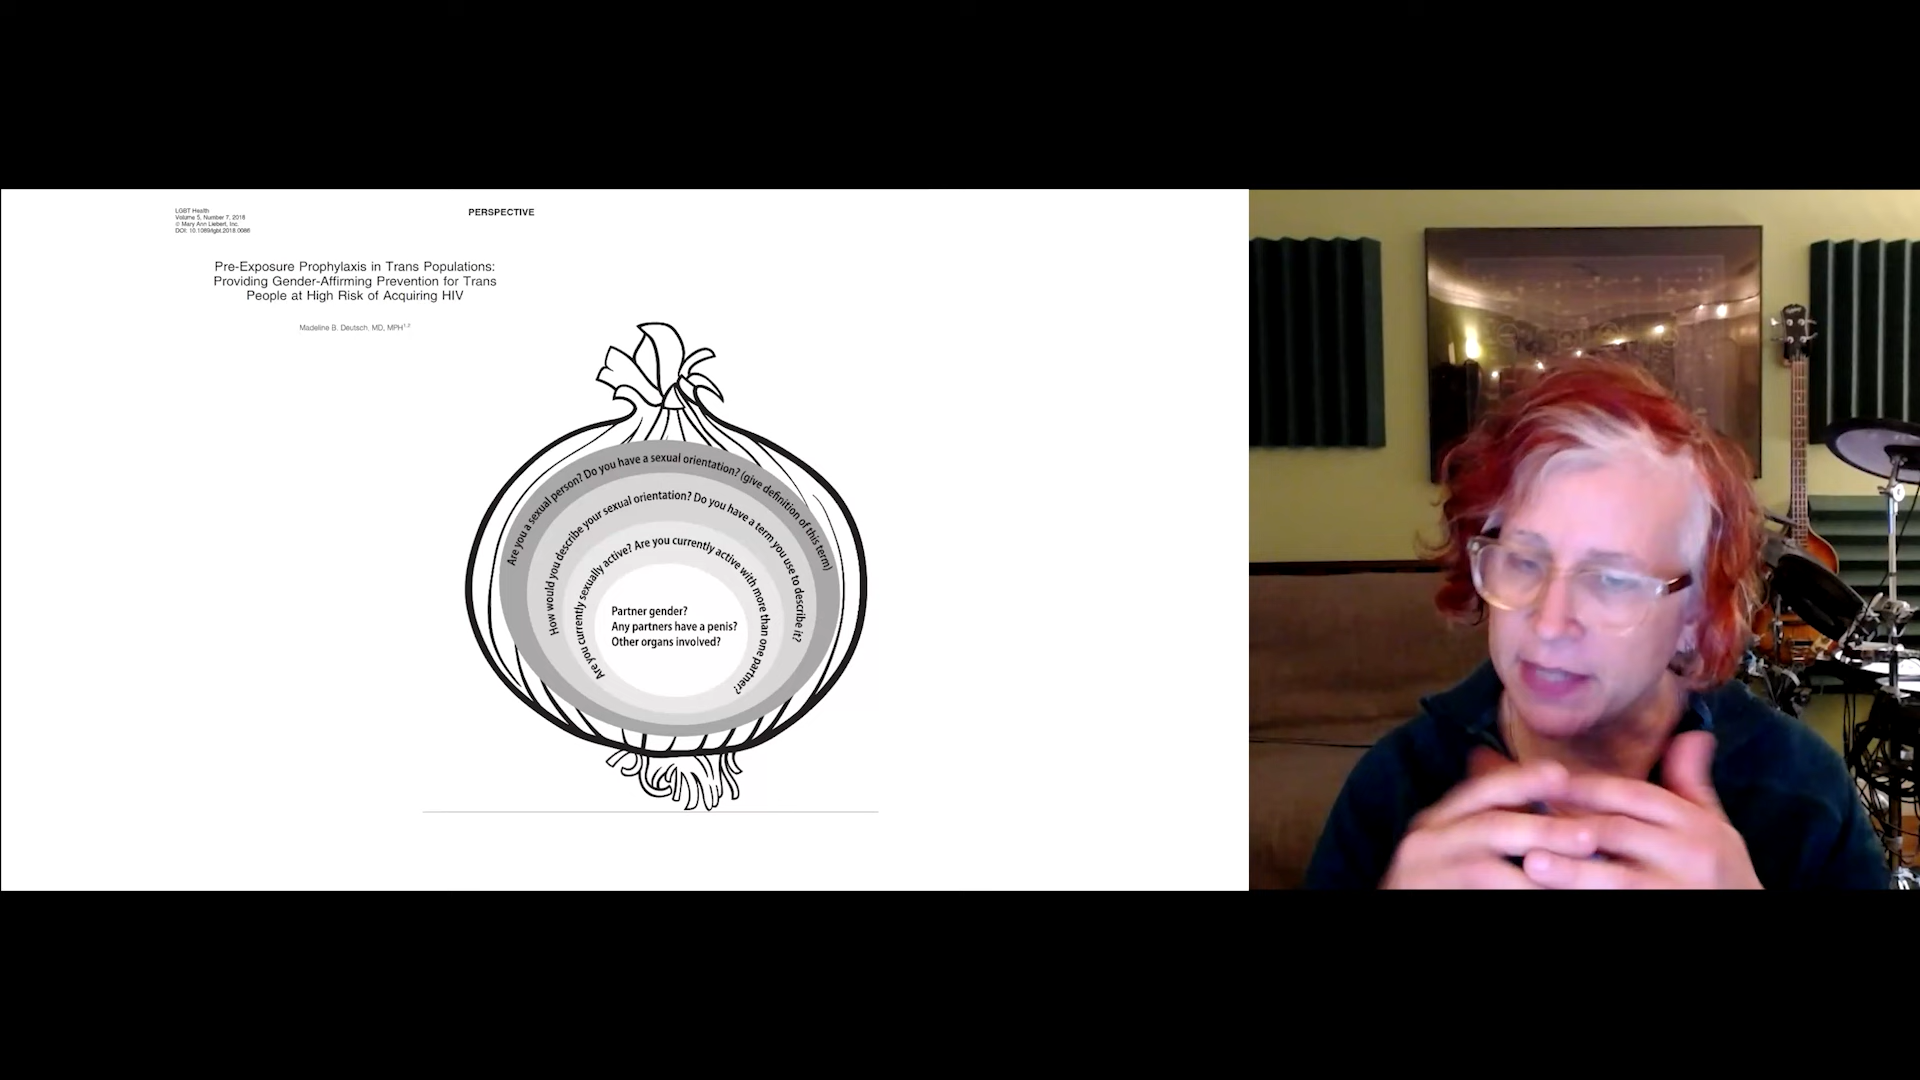 LGBT Health
Volume 5, Number 7, 2018
© Mary Ann Liebert, Inc.
DOI: 10.1089/lgbt.2018.0086
PERSPECTIVE
Pre-Exposure Prophylaxis in Trans Populations:
Providing Gender-Affirming Prevention for Trans
People at High Risk of Acquiring HIV
Madeline B. Deutsch, MD, MPH1,2
Are you a sexual person? Do you have a sexual orientation? (give definition of this term)
How would you describe your sexual orientation? Do you have a term you use to describe it?
Are you currently sexually active? Are you currently active with more than one partner?
Partner gender?
Any partners have a penis?
Other organs involved?